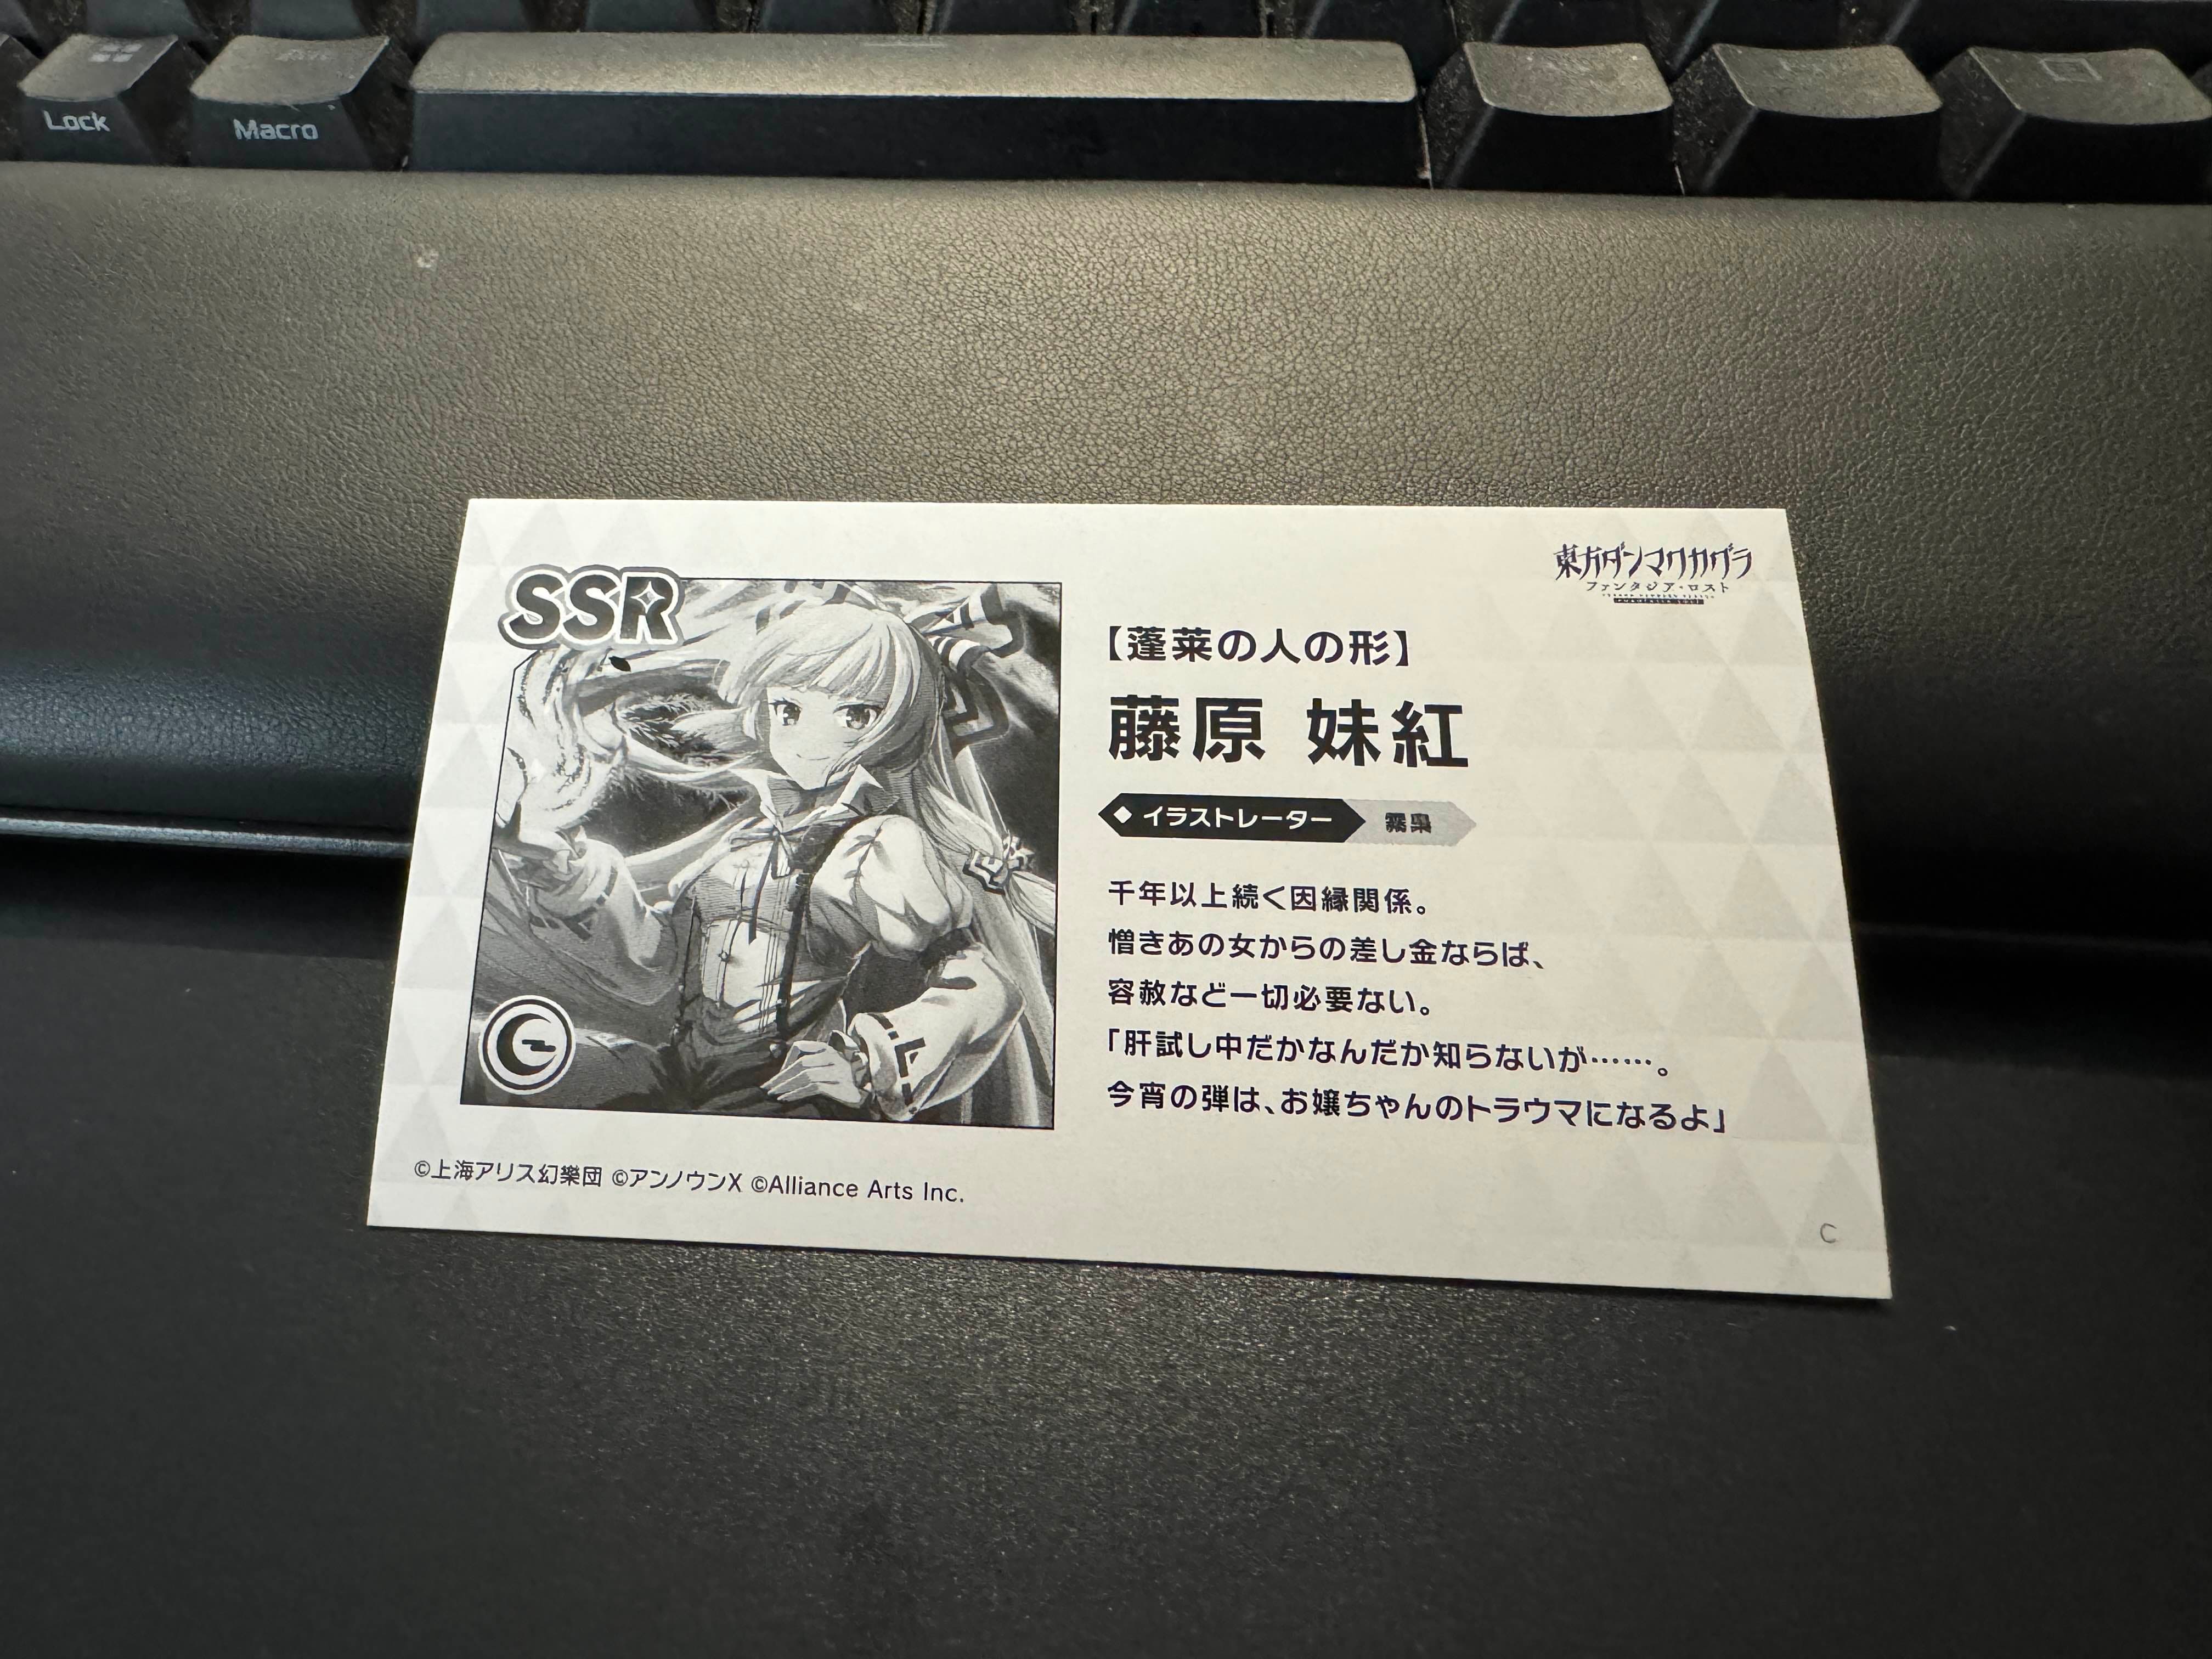 Lock
Macro
SSR
東方ダンマクカグラ
ファンタジア・ロスト
【蓬莱の人の形】
藤原 妹紅
イラストレーター 霧梟
千年以上続く因縁関係。
憎きあの女からの差し金ならば、
容赦など一切必要ない。
「肝試し中だかなんだか知らないが……。
今宵の弾は、お嬢ちゃんのトラウマになるよ」
©上海アリス幻樂団 ©アンノウンX ©Alliance Arts Inc.
C